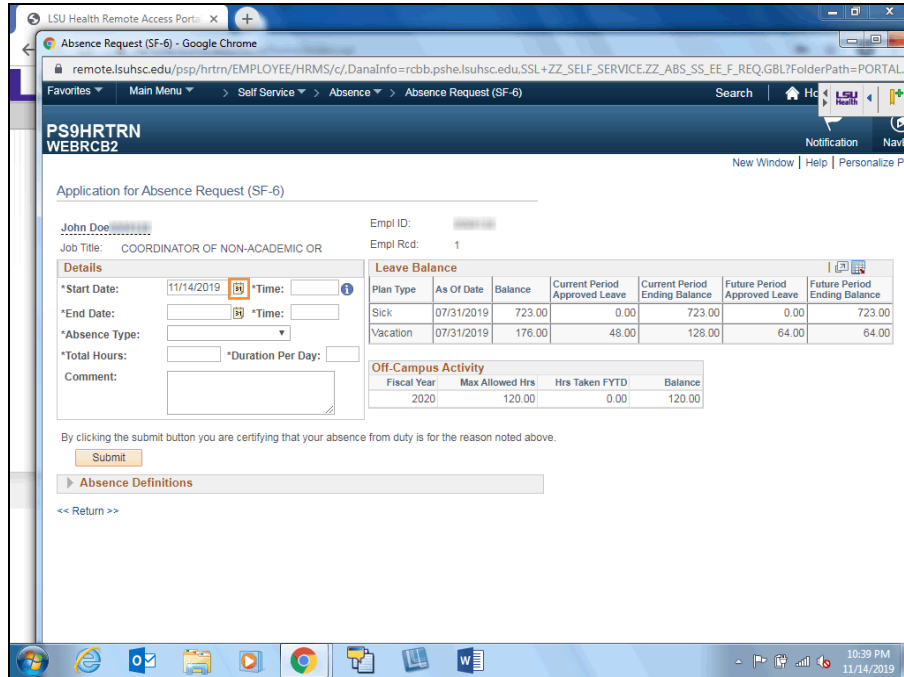 LSU Health Remote Access Porta
Absence Request (SF-6) - Google Chrome
remote.lsuhsc.edu/psp/hrtrn/EMPLOYEE/HRMS/c/,DanaInfo=rcbb.pshe.lsuhsc.edu,SSL+ZZ_SELF_SERVICE.ZZ_ABS_SS_EE_F_REQ.GBL?FolderPath=PORTAL.
Favorites Main Menu > Self Service > Absence > Absence Request (SF-6) Search Ho LSU Health
PS9HRTRN
WEBRCB2
Notification Navi
New Window | Help | Personalize P
Application for Absence Request (SF-6)
John Doe Empl ID:
Job Title: COORDINATOR OF NON-ACADEMIC OR Empl Rcd: 1
Details
*Start Date: 11/14/2019 31 *Time:
*End Date: 31 *Time:
*Absence Type:
*Total Hours: *Duration Per Day:
Comment:
Leave Balance
Plan Type As Of Date Balance Current Period Approved Leave Current Period Ending Balance Future Period Approved Leave Future Period Ending Balance
Sick 07/31/2019 723.00 0.00 723.00 0.00 723.00
Vacation 07/31/2019 176.00 48.00 128.00 64.00 64.00
Off-Campus Activity
Fiscal Year Max Allowed Hrs Hrs Taken FYTD Balance
2020 120.00 0.00 120.00
By clicking the submit button you are certifying that your absence from duty is for the reason noted above.
Submit
Absence Definitions
<< Return >>
10:39 PM
11/14/2019